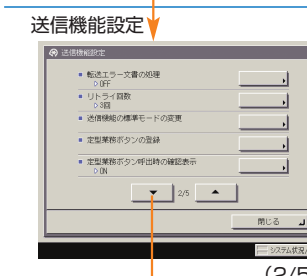 送信機能設定
送信機能設定
転送エラー文書の処理
▷ OFF
リトライ回数
▷ 3回
送信機能の標準モードの変更
定型業務ボタンの登録
定型業務ボタン呼出時の確認表示
▷ ON
▼ 2/5 ▲
閉じる
システム状況/
(2/5